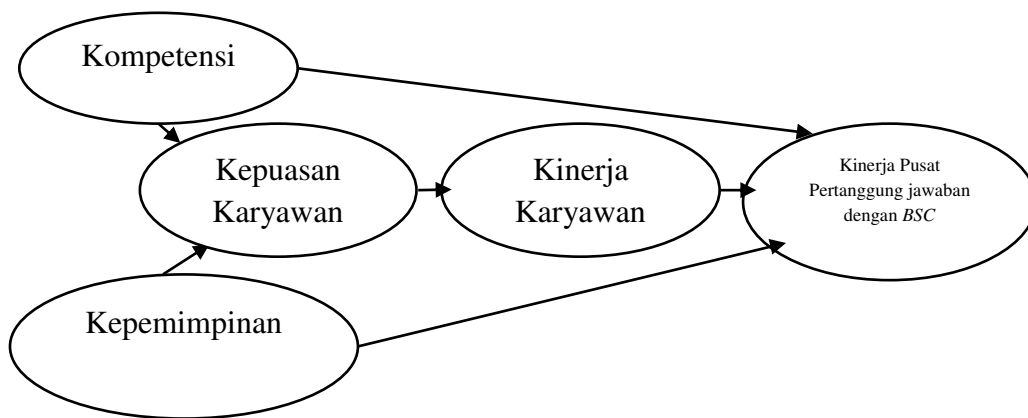 Kompetensi
Kepuasan
Karyawan
Kinerja
Karyawan
Kinerja Pusat
Pertanggung jawaban
dengan BSC
Kepemimpinan